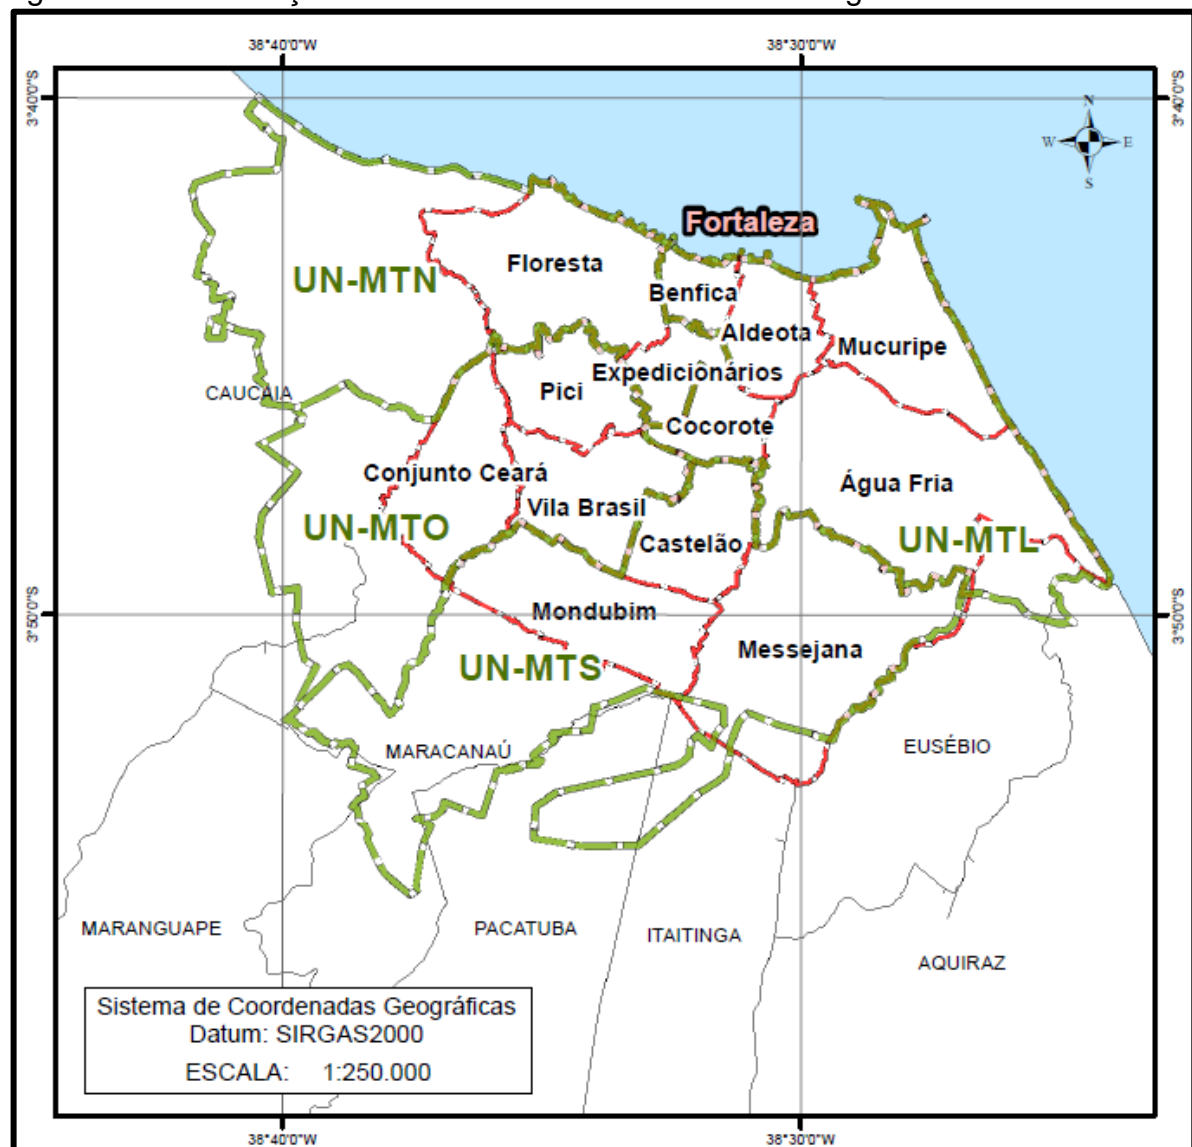 38°40'0"W
38°30'0"W
3°40'0"S
3°40'0"S
N
W
E
S
Fortaleza
Floresta
UN-MTN
Benfica
Aldeota
Mucuripe
Expedicionários
Pici
CAUCAIA
Cocorote
Conjunto Ceará
Água Fria
Vila Brasil
UN-MTO
UN-MTL
Castelão
3°50'0"S
3°50'0"S
Mondubim
Messejana
UN-MTS
EUSÉBIO
MARACANAÚ
MARANGUAPE
PACATUBA
ITAITINGA
AQUIRAZ
Sistema de Coordenadas Geográficas
Datum: SIRGAS2000
ESCALA: 1:250.000
38°40'0"W
38°30'0"W